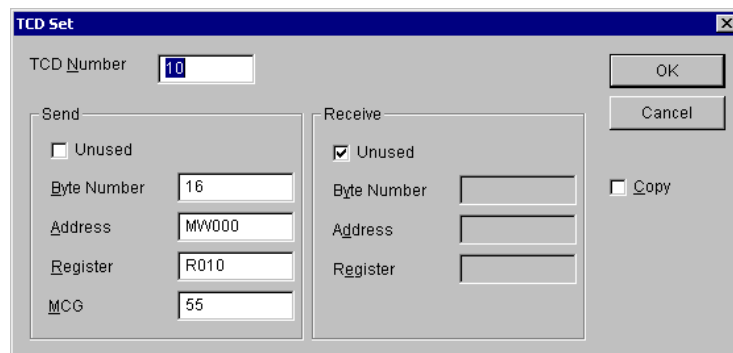 TCD Set
TCD Number 10
OK
Cancel
Copy
Send
Unused
Byte Number 16
Address MW000
Register R010
MCG 55
Receive
Unused
Byte Number
Address
Register